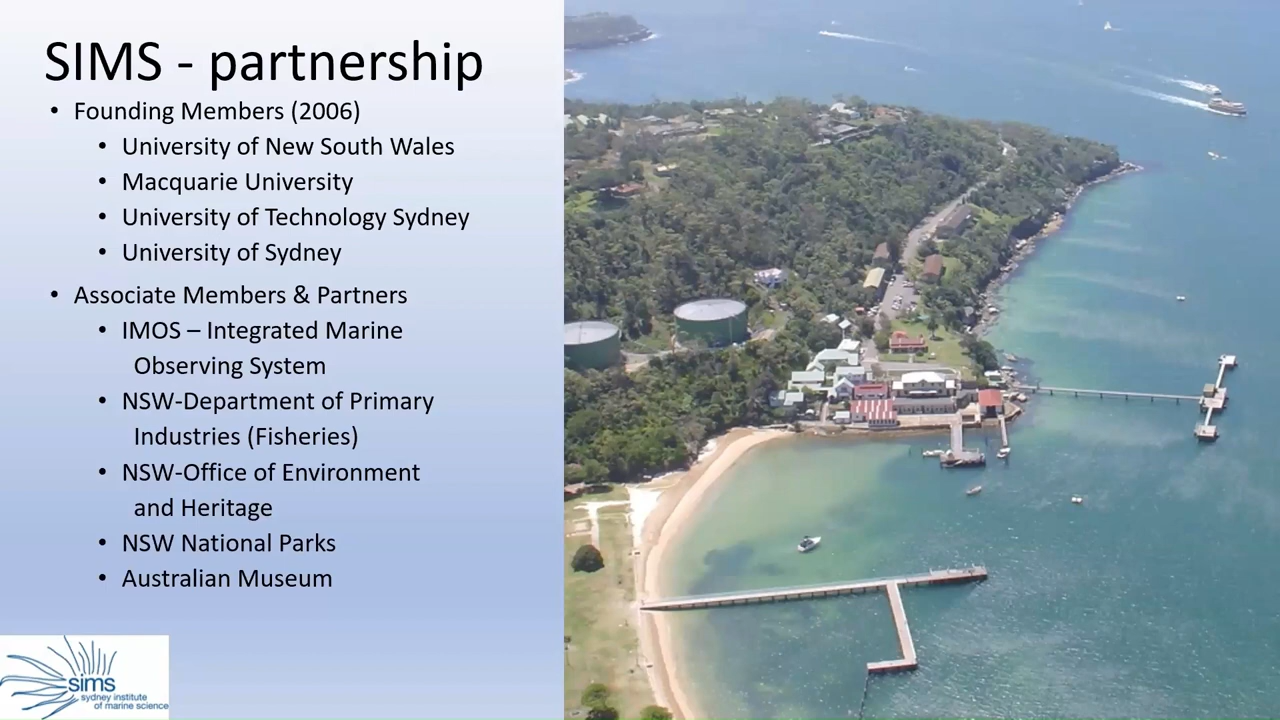 SIMS - partnership
• Founding Members (2006)
• University of New South Wales
• Macquarie University
• University of Technology Sydney
• University of Sydney
• Associate Members & Partners
• IMOS – Integrated Marine
Observing System
• NSW-Department of Primary
Industries (Fisheries)
• NSW-Office of Environment
and Heritage
• NSW National Parks
• Australian Museum
sims
sydney institute
of marine science